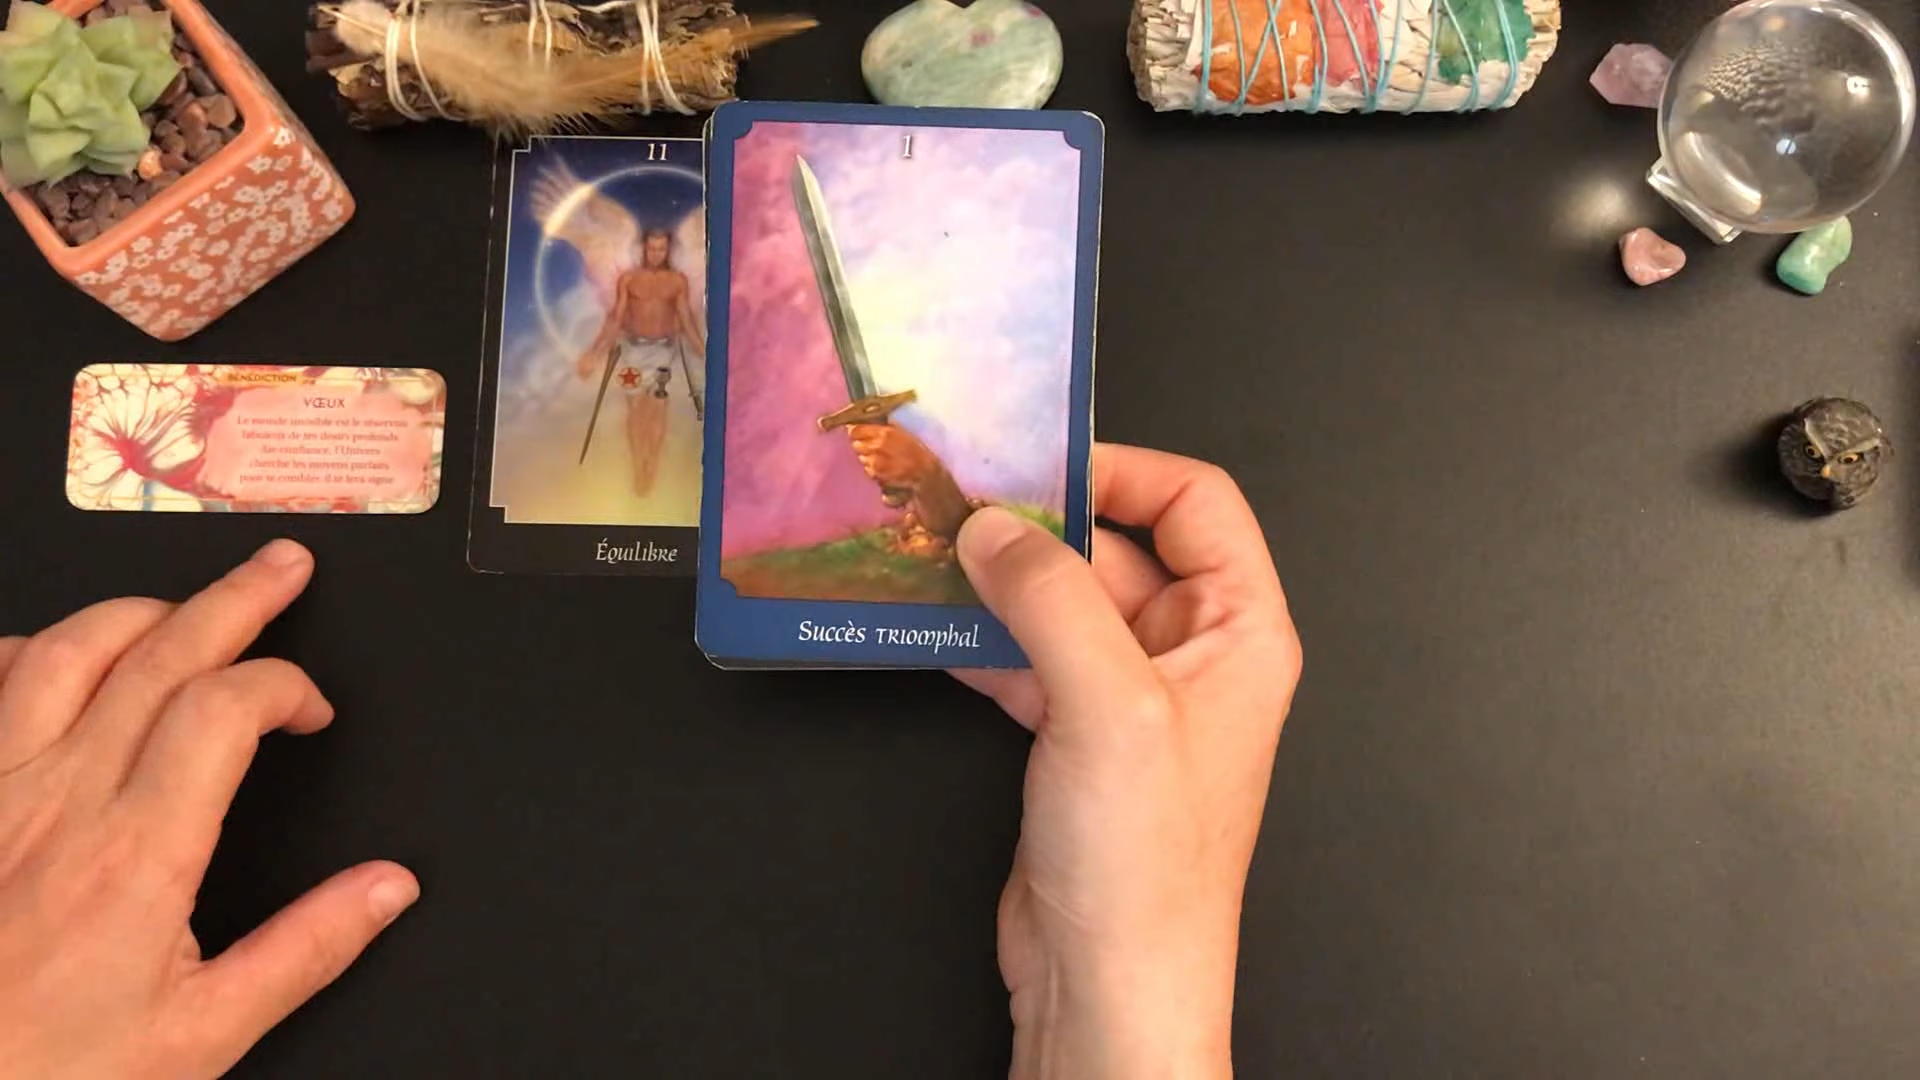 BÉNÉDICTION
VŒUX
Le monde invisible est le réservoir
fabuleux de tes désirs profonds.
Aie confiance, l'Univers
cherche les moyens parfaits
pour te combler. Il te fera signe
11
Équilibre
1
Succès triomphal